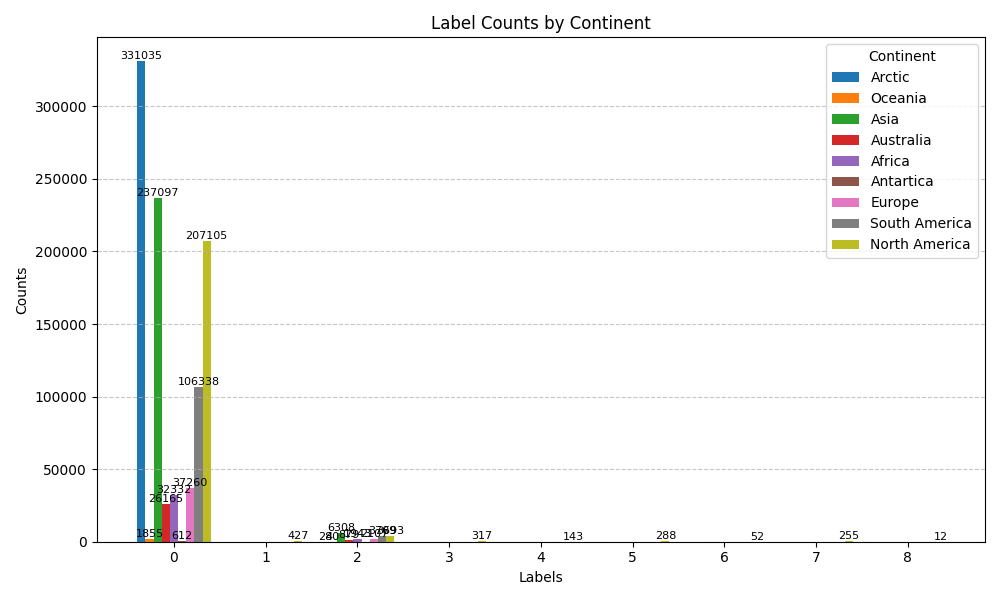 Label Counts by Continent
Counts
300000
250000
200000
150000
100000
50000
0
331035
1855
237097
26165
32332
612
37260
106338
207105
427
6308
317
143
288
52
255
12
0 1 2 3 4 5 6 7 8
Labels
Continent
Arctic
Oceania
Asia
Australia
Africa
Antartica
Europe
South America
North America